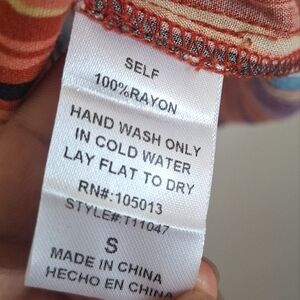 SELF
100%RAYON
HAND WASH ONLY
IN COLD WATER
LAY FLAT TO DRY
RN#:105013
STYLE#:T11047
S
MADE IN CHINA
HECHO EN CHINA